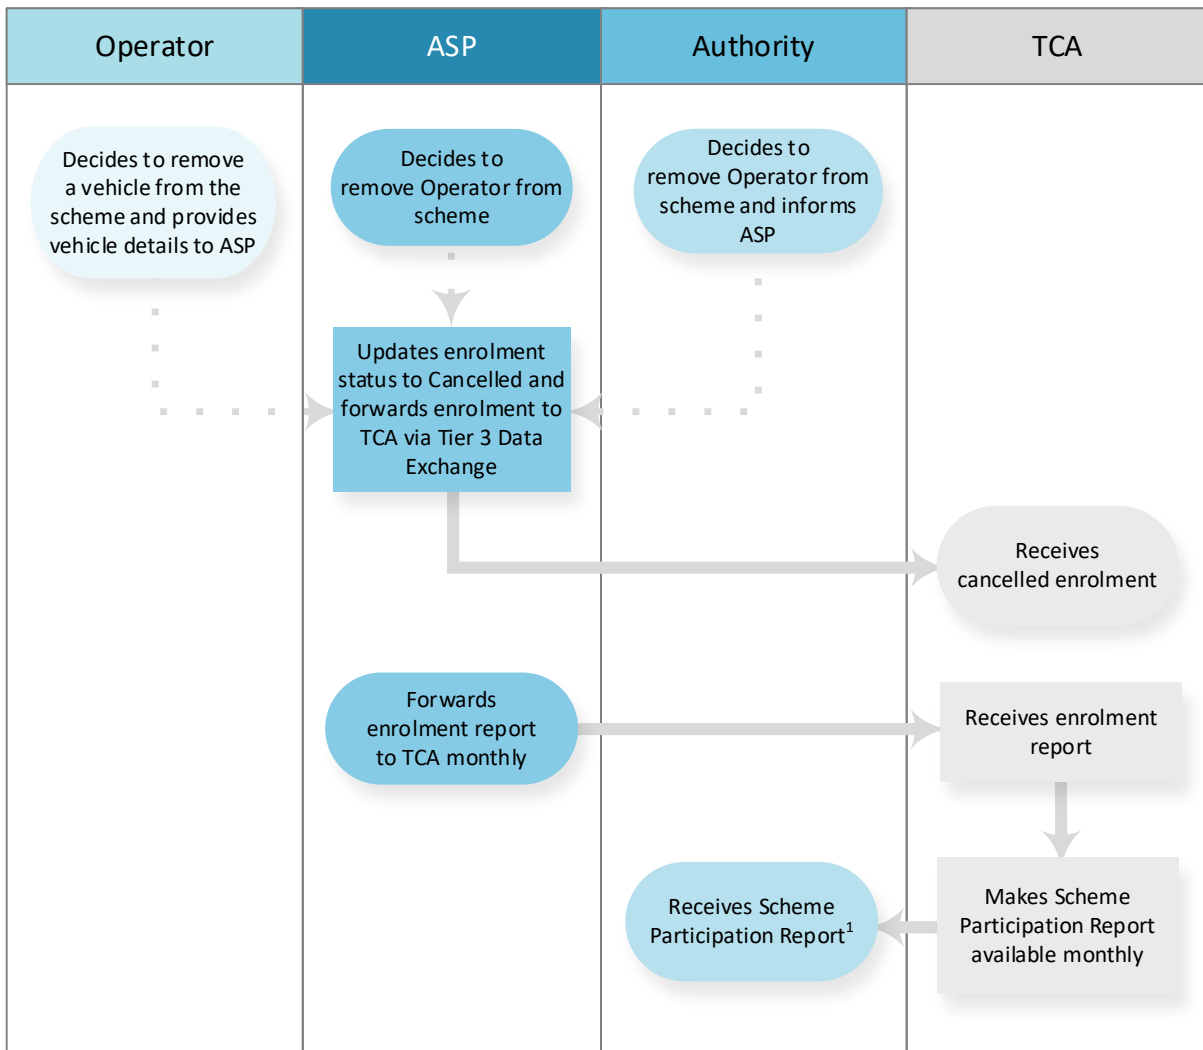 Operator
ASP
Authority
TCA
Decides to remove
a vehicle from the
scheme and provides
vehicle details to ASP
Decides to
remove Operator from
scheme
Decides to
remove Operator from
scheme and informs
ASP
Updates enrolment
status to Cancelled and
forwards enrolment to
TCA via Tier 3 Data
Exchange
Receives
cancelled enrolment
Forwards
enrolment report
to TCA monthly
Receives enrolment
report
Makes Scheme
Participation Report
available monthly
Receives Scheme
Participation Report¹